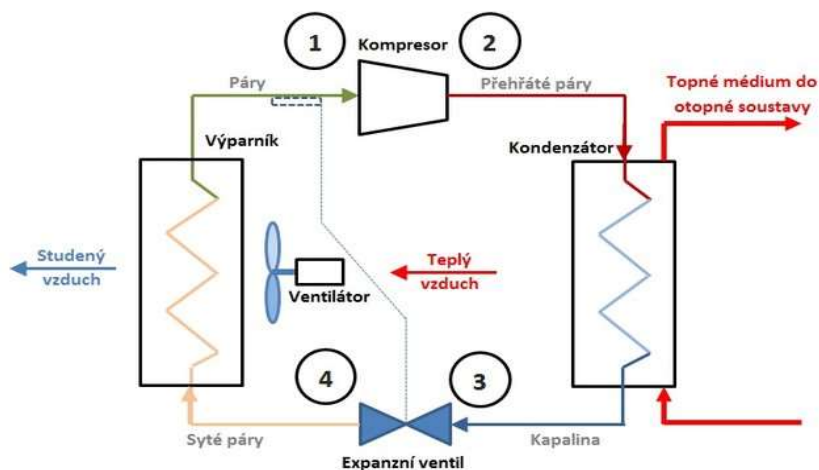 1
Kompresor
2
Páry
Přehřáté páry
Topné médium do
otopné soustavy
Výparník
Kondenzátor
Studený
vzduch
Teplý
vzduch
Ventilátor
4
3
Syté páry
Kapalina
Expanzní ventil